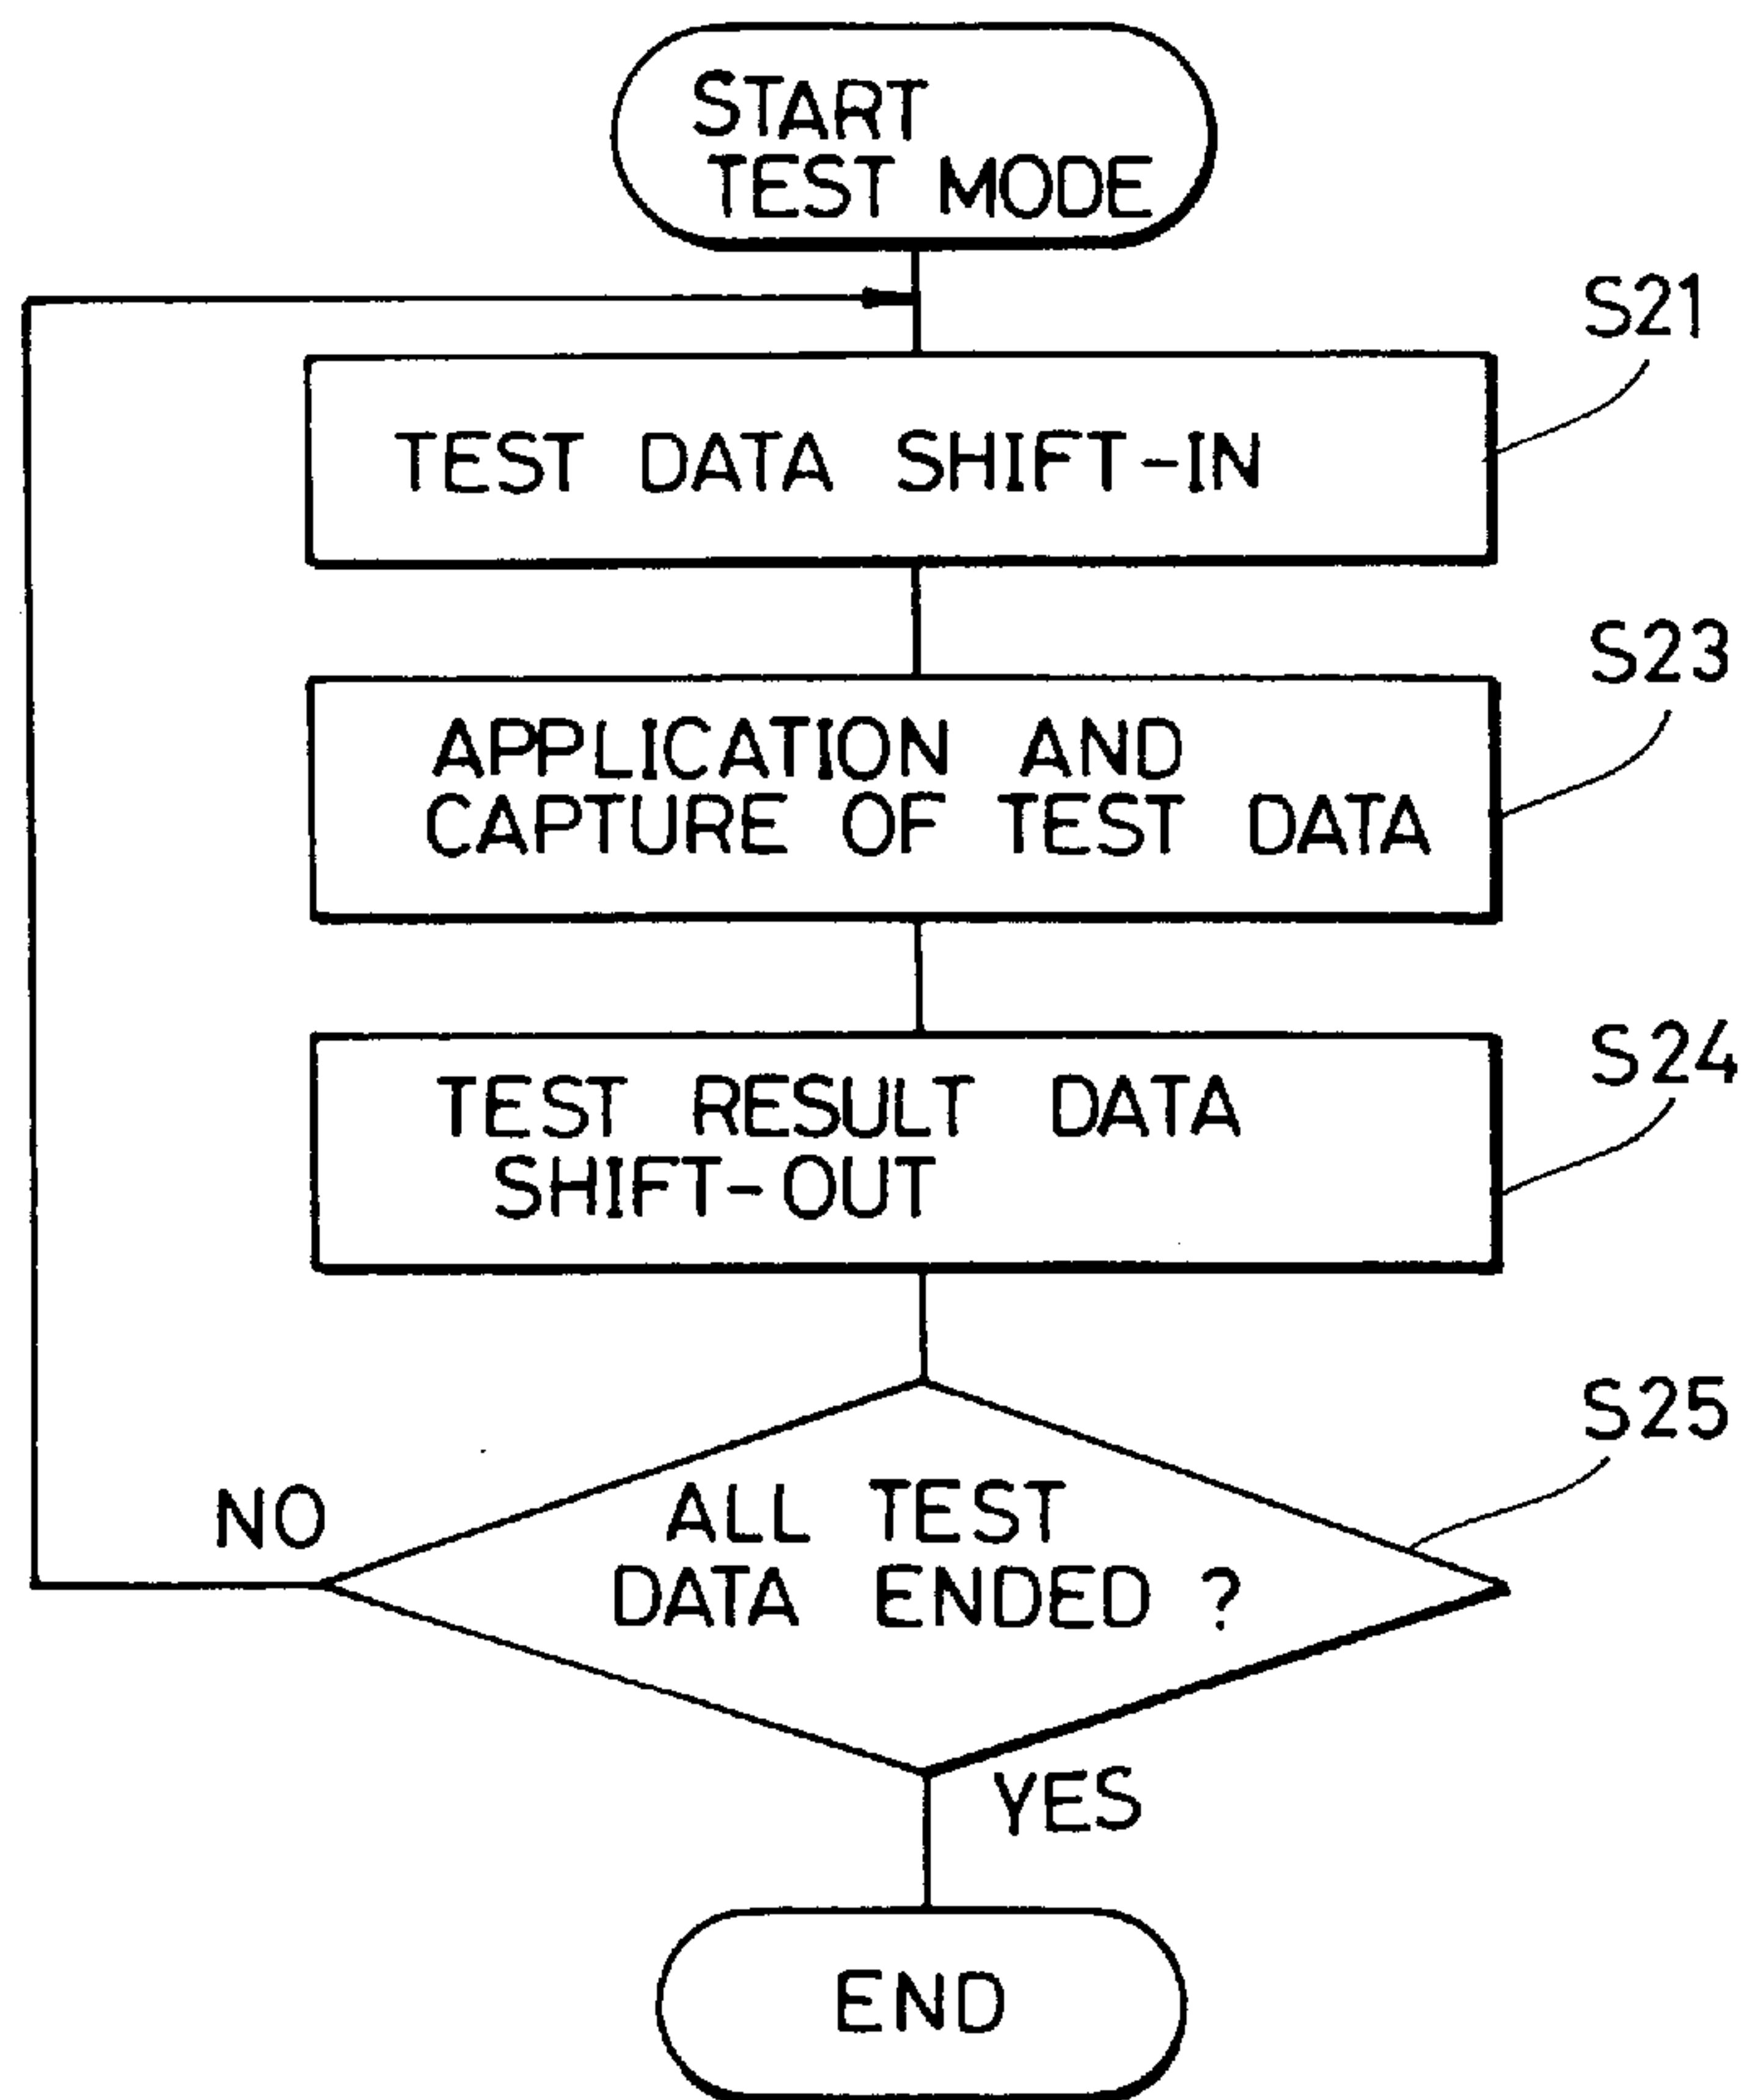 START
TEST MODE
S21
TEST DATA SHIFT-IN
S23
APPLICATION AND
CAPTURE OF TEST DATA
S24
TEST RESULT DATA
SHIFT-OUT
S25
NO
ALL TEST
DATA ENDED ?
YES
END